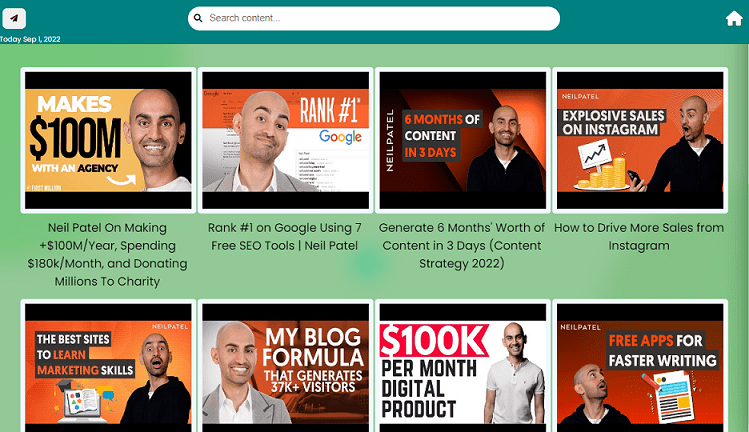 Search content...
Today Sep 1, 2022
MAKES
$100M
WITH AN AGENCY
MY FIRST MILLION
Google
RANK #1
Google
NEILPATEL
6 MONTHS OF
CONTENT
IN 3 DAYS
NEILPATEL
EXPLOSIVE SALES
ON INSTAGRAM
Neil Patel On Making
+$100M/Year, Spending
$180k/Month, and Donating
Millions To Charity
Rank #1 on Google Using 7
Free SEO Tools | Neil Patel
Generate 6 Months' Worth of
Content in 3 Days (Content
Strategy 2022)
How to Drive More Sales from
Instagram
NEILPATEL
THE BEST SITES
TO LEARN
MARKETING SKILLS
MY BLOG
FORMULA
THAT GENERATES
37K+ VISITORS
$100K
PER MONTH
DIGITAL
PRODUCT
NEILPATEL
FREE APPS FOR
FASTER WRITING